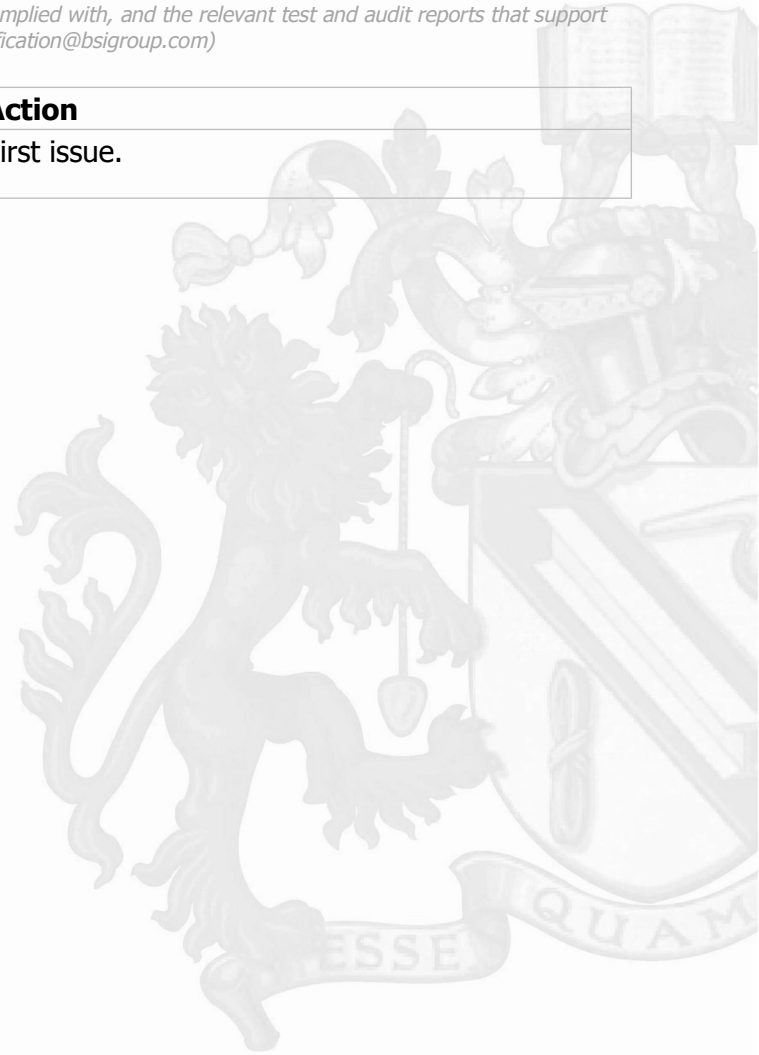 mplied with, and the relevant test and audit reports that support
fication@bsigroup.com)
Action
irst issue.
ESSE
QUAM